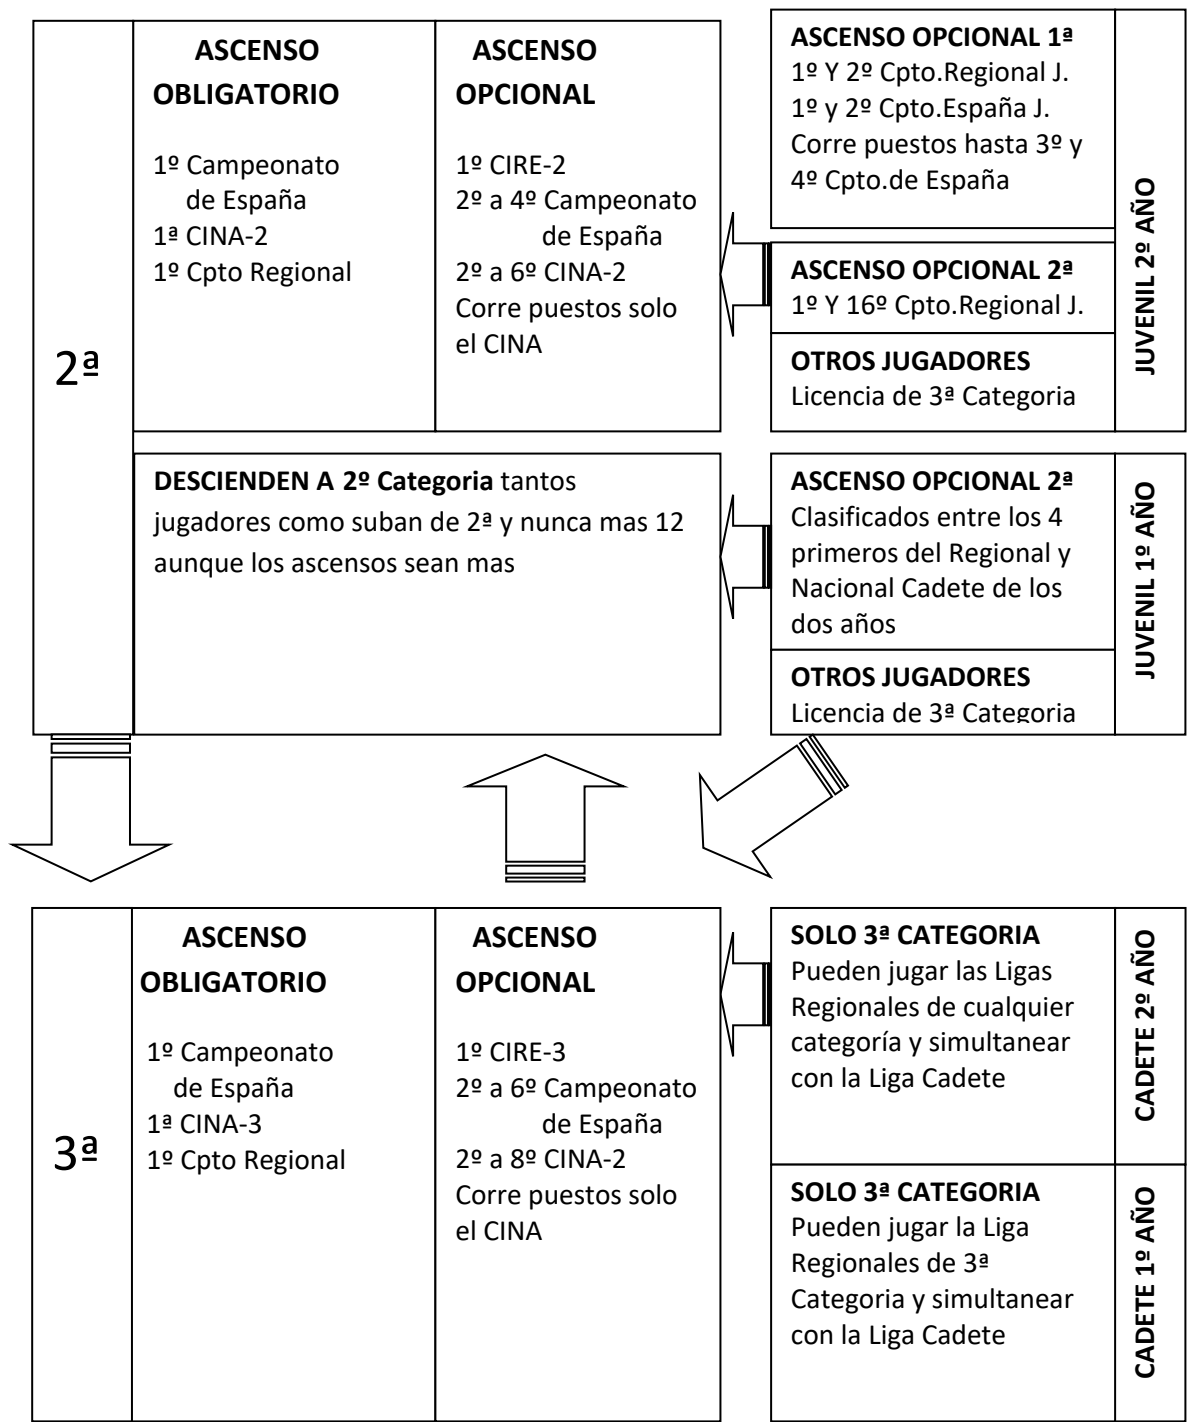 2ª
ASCENSO
OBLIGATORIO
1º Campeonato
de España
1ª CINA-2
1º Cpto Regional
ASCENSO
OPCIONAL
1º CIRE-2
2º a 4º Campeonato
de España
2º a 6º CINA-2
Corre puestos solo
el CINA
DESCIENDEN A 2º Categoria tantos
jugadores como suban de 2ª y nunca mas 12
aunque los ascensos sean mas
ASCENSO OPCIONAL 1ª
1º Y 2º Cpto.Regional J.
1º y 2º Cpto.España J.
Corre puestos hasta 3º y
4º Cpto.de España
ASCENSO OPCIONAL 2ª
1º Y 16º Cpto.Regional J.
OTROS JUGADORES
Licencia de 3ª Categoria
JUVENIL 2º AÑO
ASCENSO OPCIONAL 2ª
Clasificados entre los 4
primeros del Regional y
Nacional Cadete de los
dos años
OTROS JUGADORES
Licencia de 3ª Categoria
JUVENIL 1º AÑO
3ª
ASCENSO
OBLIGATORIO
1º Campeonato
de España
1ª CINA-3
1º Cpto Regional
ASCENSO
OPCIONAL
1º CIRE-3
2º a 6º Campeonato
de España
2º a 8º CINA-2
Corre puestos solo
el CINA
SOLO 3ª CATEGORIA
Pueden jugar las Ligas
Regionales de cualquier
categoría y simultanear
con la Liga Cadete
CADETE 2º AÑO
SOLO 3ª CATEGORIA
Pueden jugar la Liga
Regionales de 3ª
Categoria y simultanear
con la Liga Cadete
CADETE 1º AÑO